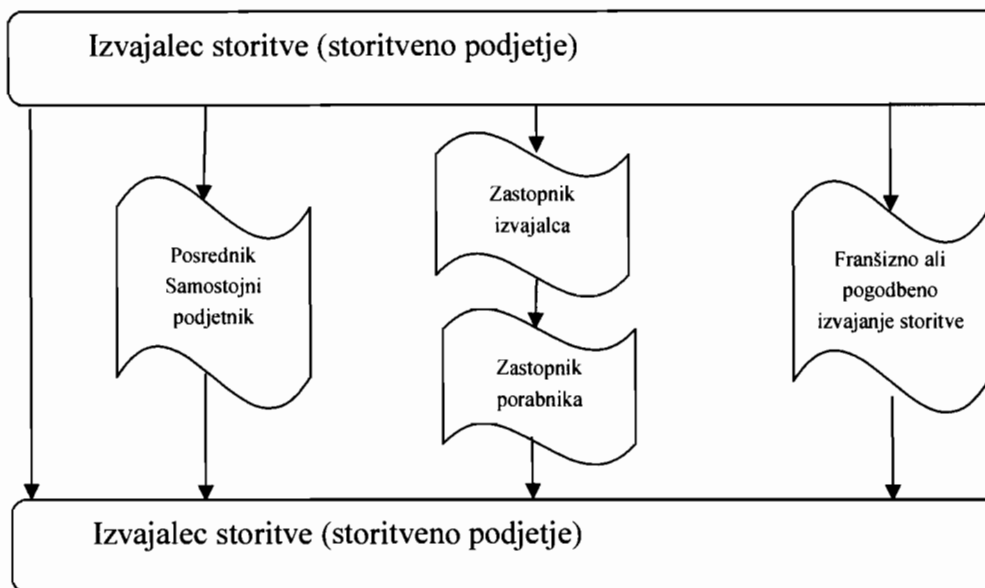 Izvajalec storitve (storitveno podjetje)
Posrednik
Samostojni
podjetnik
Zastopnik
izvajalca
Zastopnik
porabnika
Franšizno ali
pogodbeno
izvajanje storitve
Izvajalec storitve (storitveno podjetje)